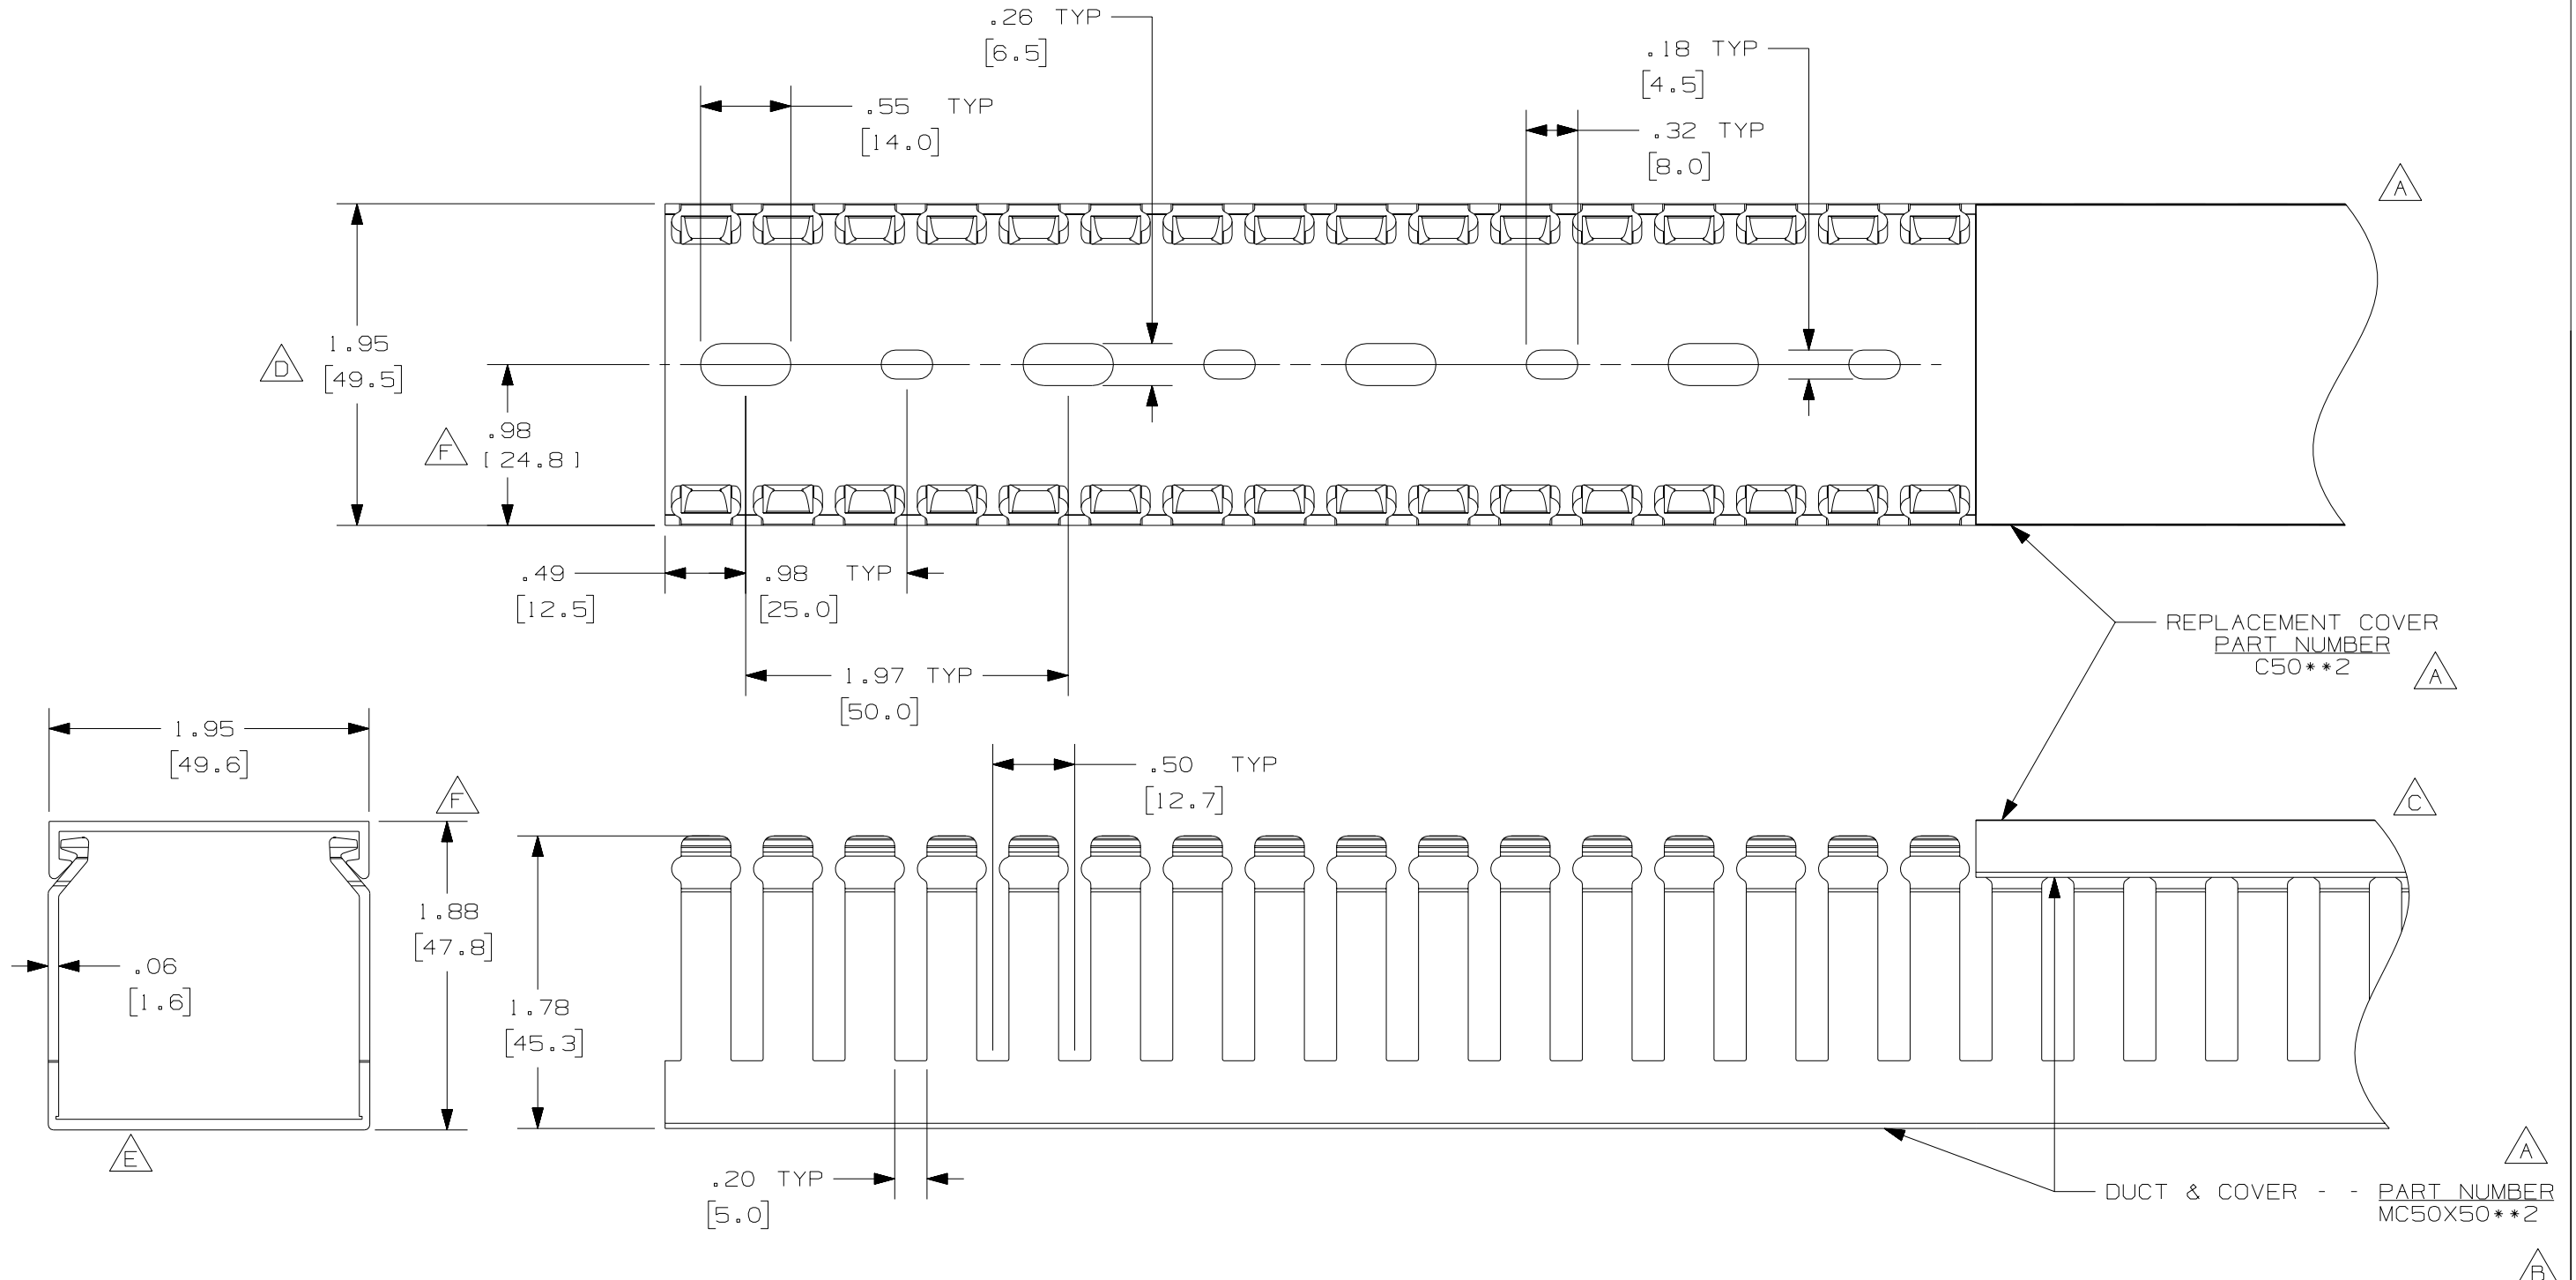 .26 TYP
[6.5]
.18 TYP
[4.5]
.55 TYP
[14.0]
.32 TYP
[8.0]
A
1.95
[49.5]
D
.98
[24.8]
F
.49
[12.5]
.98 TYP
[25.0]
REPLACEMENT COVER
PART NUMBER
C50**2
A
1.97 TYP
[50.0]
1.95
[49.6]
.50 TYP
[12.7]
F
C
1.88
[47.8]
.06
[1.6]
1.78
[45.3]
E
A
.20 TYP
[5.0]
DUCT & COVER - - PART NUMBER
MC50X50**2
B